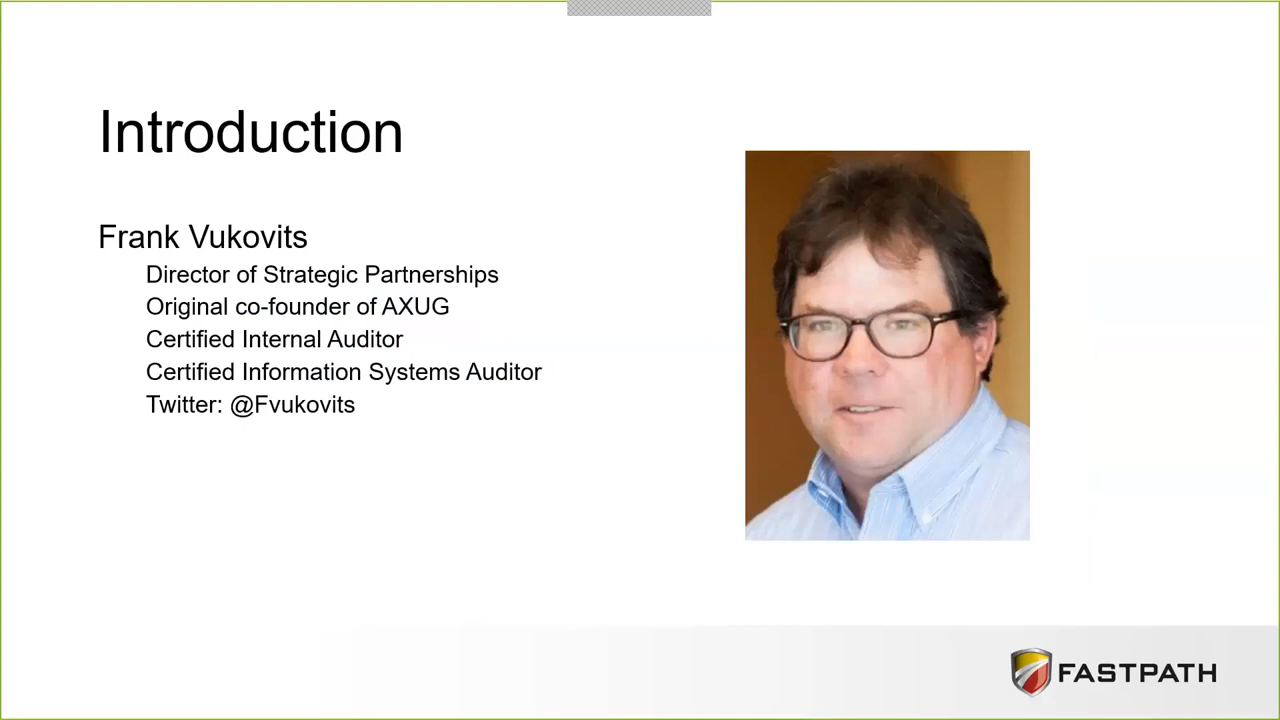 Introduction
Frank Vukovits
Director of Strategic Partnerships
Original co-founder of AXUG
Certified Internal Auditor
Certified Information Systems Auditor
Twitter: @Fvukovits
FASTPATH